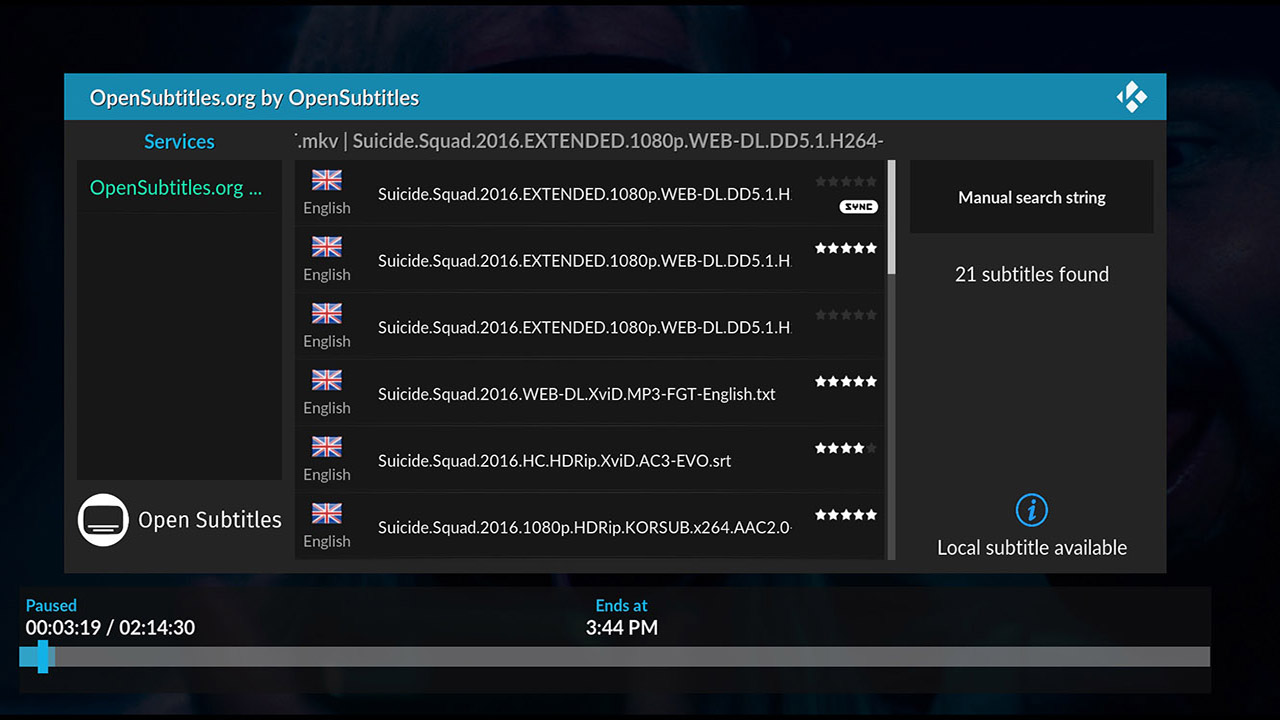 OpenSubtitles.org by OpenSubtitles
Services
.mkv | Suicide.Squad.2016.EXTENDED.1080p.WEB-DL.DD5.1.H264-
OpenSubtitles.org ...
English
Suicide.Squad.2016.EXTENDED.1080p.WEB-DL.DD5.1.H.
SYNC
English
Suicide.Squad.2016.EXTENDED.1080p.WEB-DL.DD5.1.H.
English
Suicide.Squad.2016.EXTENDED.1080p.WEB-DL.DD5.1.H.
English
Suicide.Squad.2016.WEB-DL.XviD.MP3-FGT-English.txt
English
Suicide.Squad.2016.HC.HDRip.XviD.AC3-EVO.srt
English
Suicide.Squad.2016.1080p.HDRip.KORSUB.x264.AAC2.0-
Manual search string
21 subtitles found
Open Subtitles
i
Local subtitle available
Paused
00:03:19 / 02:14:30
Ends at
3:44 PM